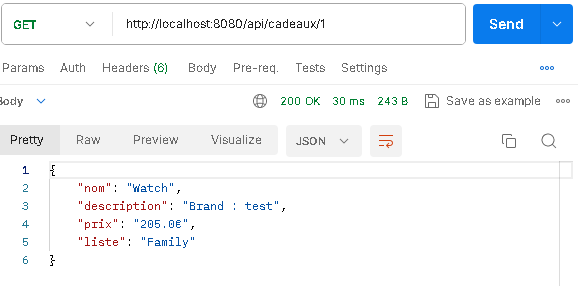 GET http://localhost:8080/api/cadeaux/1 Send
Params Auth Headers (6) Body Pre-req. Tests Settings
Body 200 OK 30 ms 243 B Save as example
Pretty Raw Preview Visualize JSON
1 {
2 "nom": "Watch",
3 "description": "Brand : test",
4 "prix": "205.0€",
5 "liste": "Family"
6 }